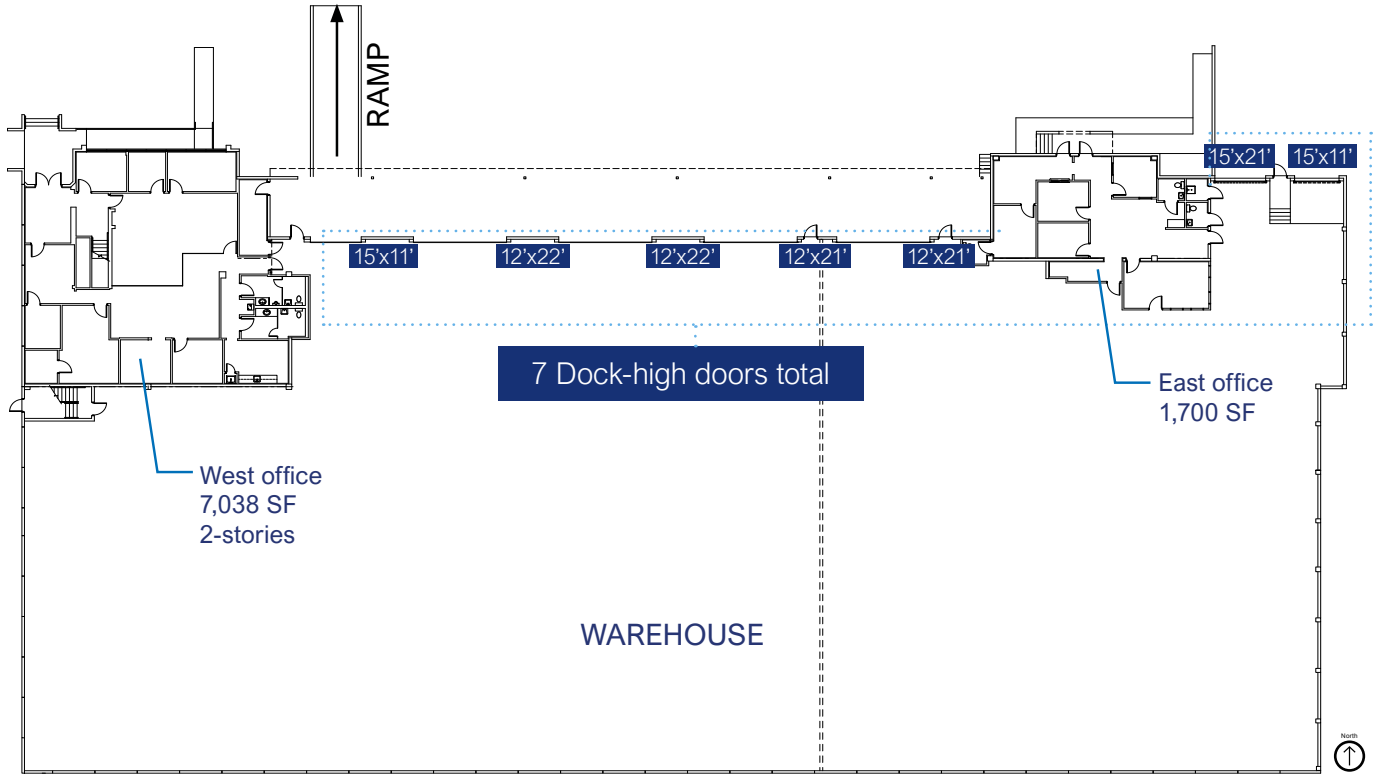 RAMP
15'x21'
15'x11'
15'x11'
12'x22'
12'x22'
12'x21'
12'x21'
7 Dock-high doors total
East office
1,700 SF
West office
7,038 SF
2-stories
WAREHOUSE
North